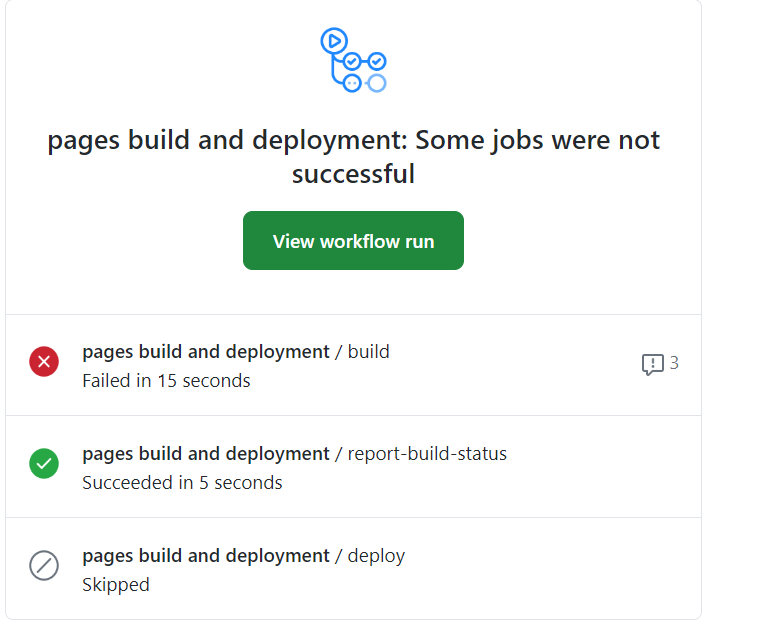 pages build and deployment: Some jobs were not
successful
View workflow run
pages build and deployment / build
Failed in 15 seconds
3
pages build and deployment / report-build-status
Succeeded in 5 seconds
pages build and deployment / deploy
Skipped